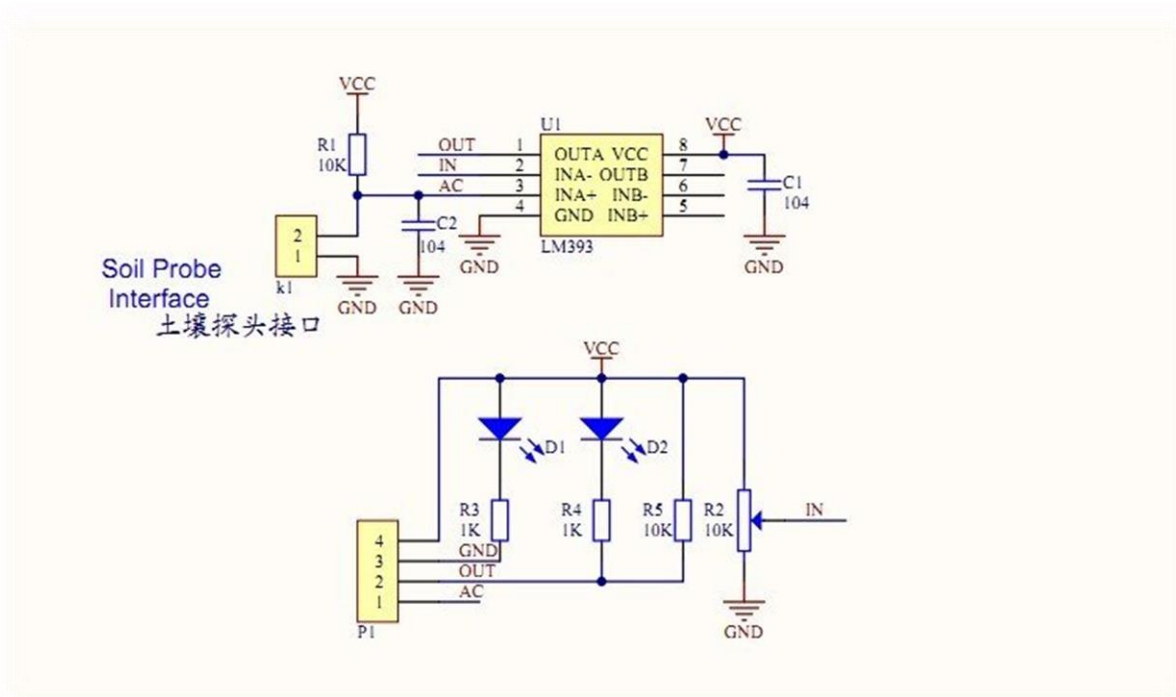 VCC
R1
10K
OUT
IN
AC
1
2
3
4
U1
OUTA VCC
INA- OUTB
INA+ INB-
GND INB+
LM393
8
7
6
5
VCC
C1
104
GND
C2
104
GND
GND
GND
2
1
k1
Soil Probe
Interface
土壤探头接口
VCC
D1
D2
R3
1K
R4
1K
R5
10K
R2
10K
IN
GND
4
3
2
1
GND
OUT
AC
P1